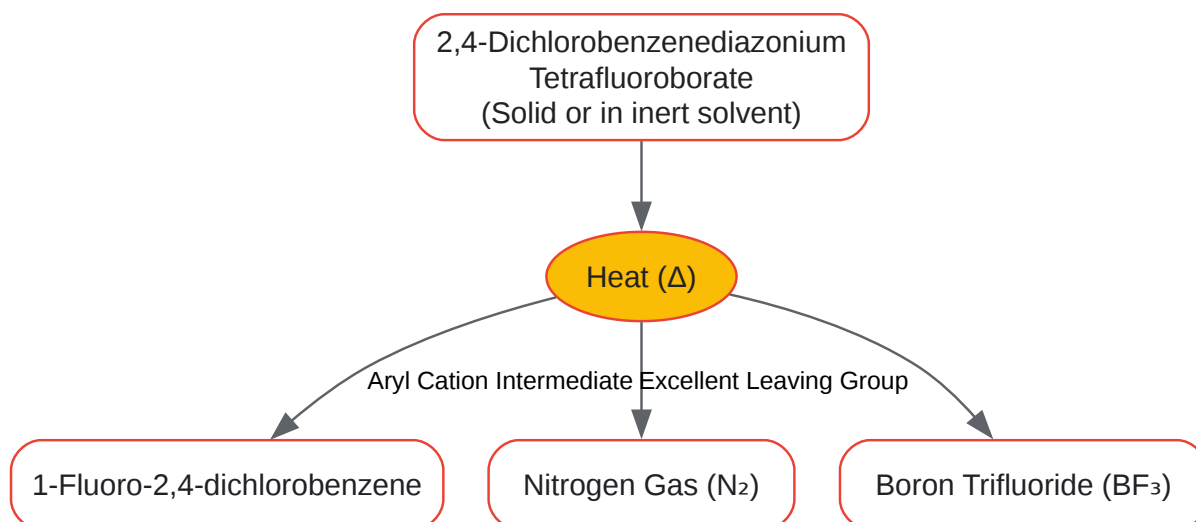 2,4-Dichlorobenzenediazonium
Tetrafluoroborate
(Solid or in inert solvent)
Heat (Δ)
Aryl Cation Intermediate Excellent Leaving Group
1-Fluoro-2,4-dichlorobenzene
Nitrogen Gas (N₂)
Boron Trifluoride (BF₃)